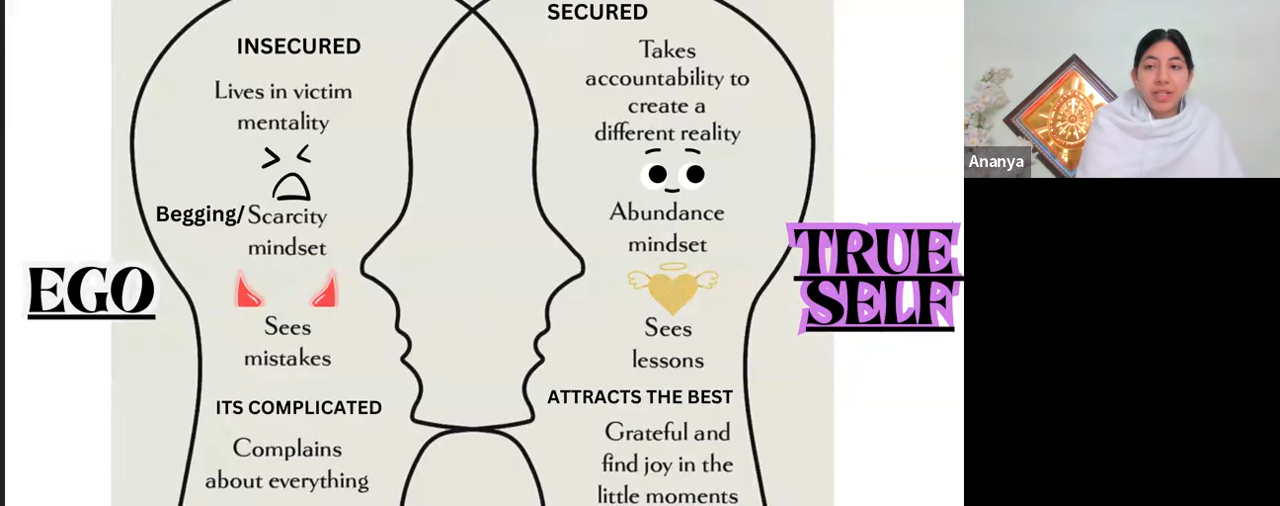 INSECURED
Lives in victim
mentality
Begging/Scarcity
mindset
EGO
Sees
mistakes
ITS COMPLICATED
Complains
about everything
SECURED
Takes
accountability to
create a
different reality
Abundance
mindset
TRUE
SELF
Sees
lessons
ATTRACTS THE BEST
Grateful and
find joy in the
little moments
Ananya